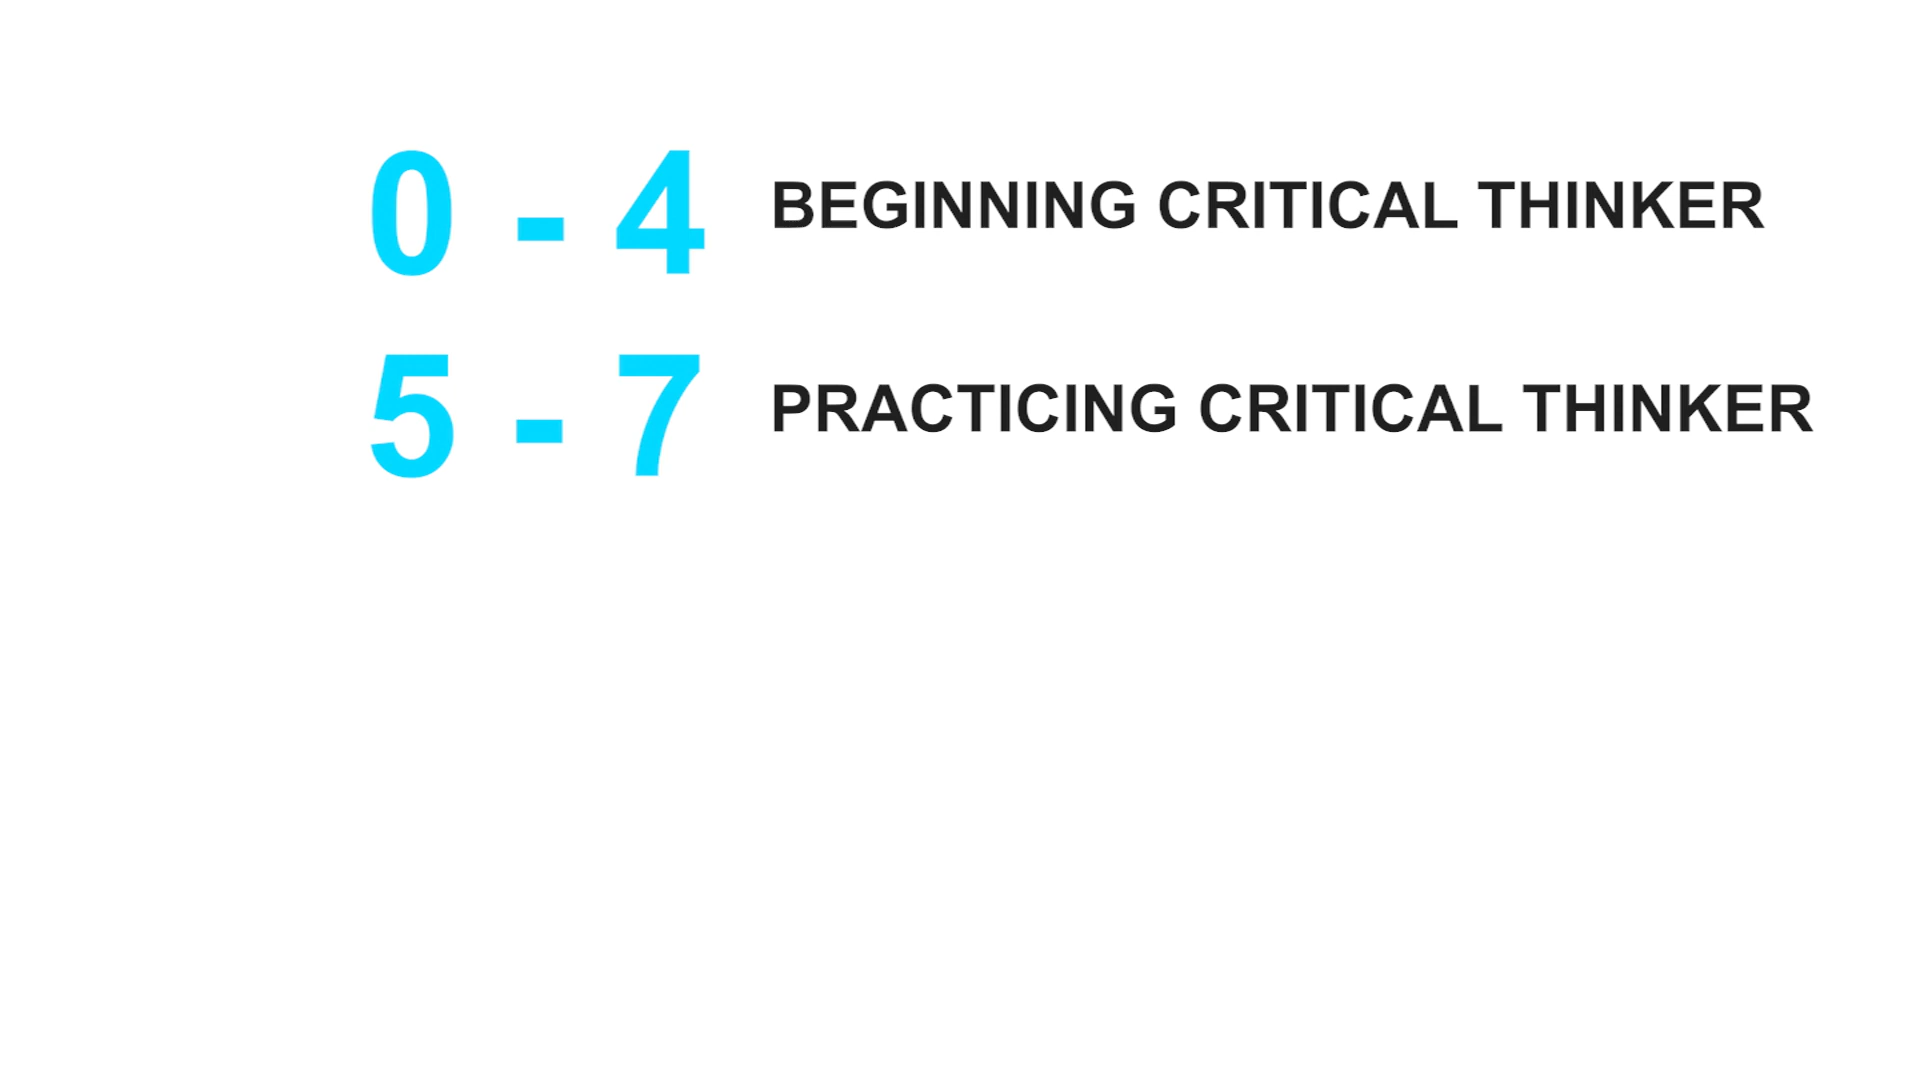 0 - 4 BEGINNING CRITICAL THINKER
5 - 7 PRACTICING CRITICAL THINKER